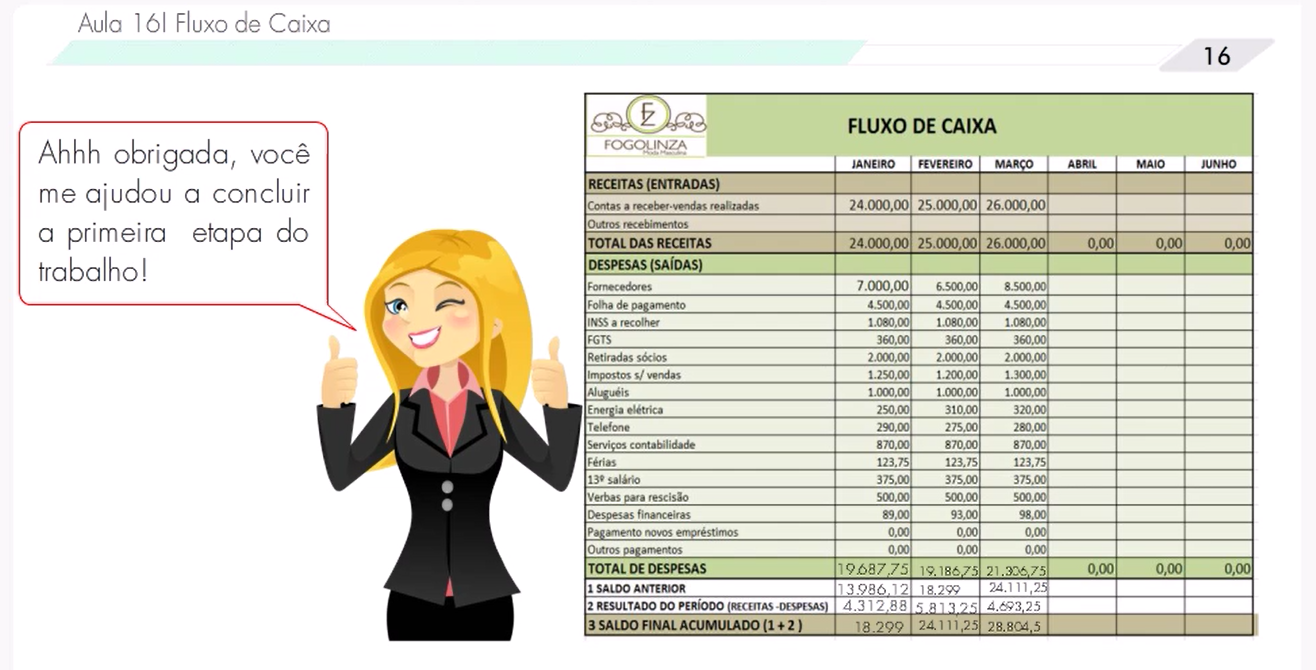 Aula 16| Fluxo de Caixa
16
Ahhh obrigada, você
me ajudou a concluir
a primeira etapa do
trabalho!
FZ
FOGOLINZA
Moda Masculina
FLUXO DE CAIXA
JANEIRO FEVEREIRO MARÇO ABRIL MAIO JUNHO
RECEITAS (ENTRADAS)
Contas a receber-vendas realizadas 24.000,00 25.000,00 26.000,00
Outros recebimentos
TOTAL DAS RECEITAS 24.000,00 25.000,00 26.000,00 0,00 0,00 0,00
DESPESAS (SAÍDAS)
Fornecedores 7.000,00 6.500,00 8.500,00
Folha de pagamento 4.500,00 4.500,00 4.500,00
INSS a recolher 1.080,00 1.080,00 1.080,00
FGTS 360,00 360,00 360,00
Retiradas sócios 2.000,00 2.000,00 2.000,00
Impostos s/ vendas 1.250,00 1.200,00 1.300,00
Aluguéis 1.000,00 1.000,00 1.000,00
Energia elétrica 250,00 310,00 320,00
Telefone 290,00 275,00 280,00
Serviços contabilidade 870,00 870,00 870,00
Férias 123,75 123,75 123,75
13º salário 375,00 375,00 375,00
Verbas para rescisão 500,00 500,00 500,00
Despesas financeiras 89,00 93,00 98,00
Pagamento novos empréstimos 0,00 0,00 0,00
Outros pagamentos 0,00 0,00 0,00
TOTAL DE DESPESAS 19.687,75 19.186,75 21.306,75 0,00 0,00 0,00
1 SALDO ANTERIOR 13.986,12 18.299 24.111,25
2 RESULTADO DO PERÍODO (RECEITAS -DESPESAS) 4.312,88 5.813,25 4.693,25
3 SALDO FINAL ACUMULADO (1 + 2 ) 18.299 24.111,25 28.804,5